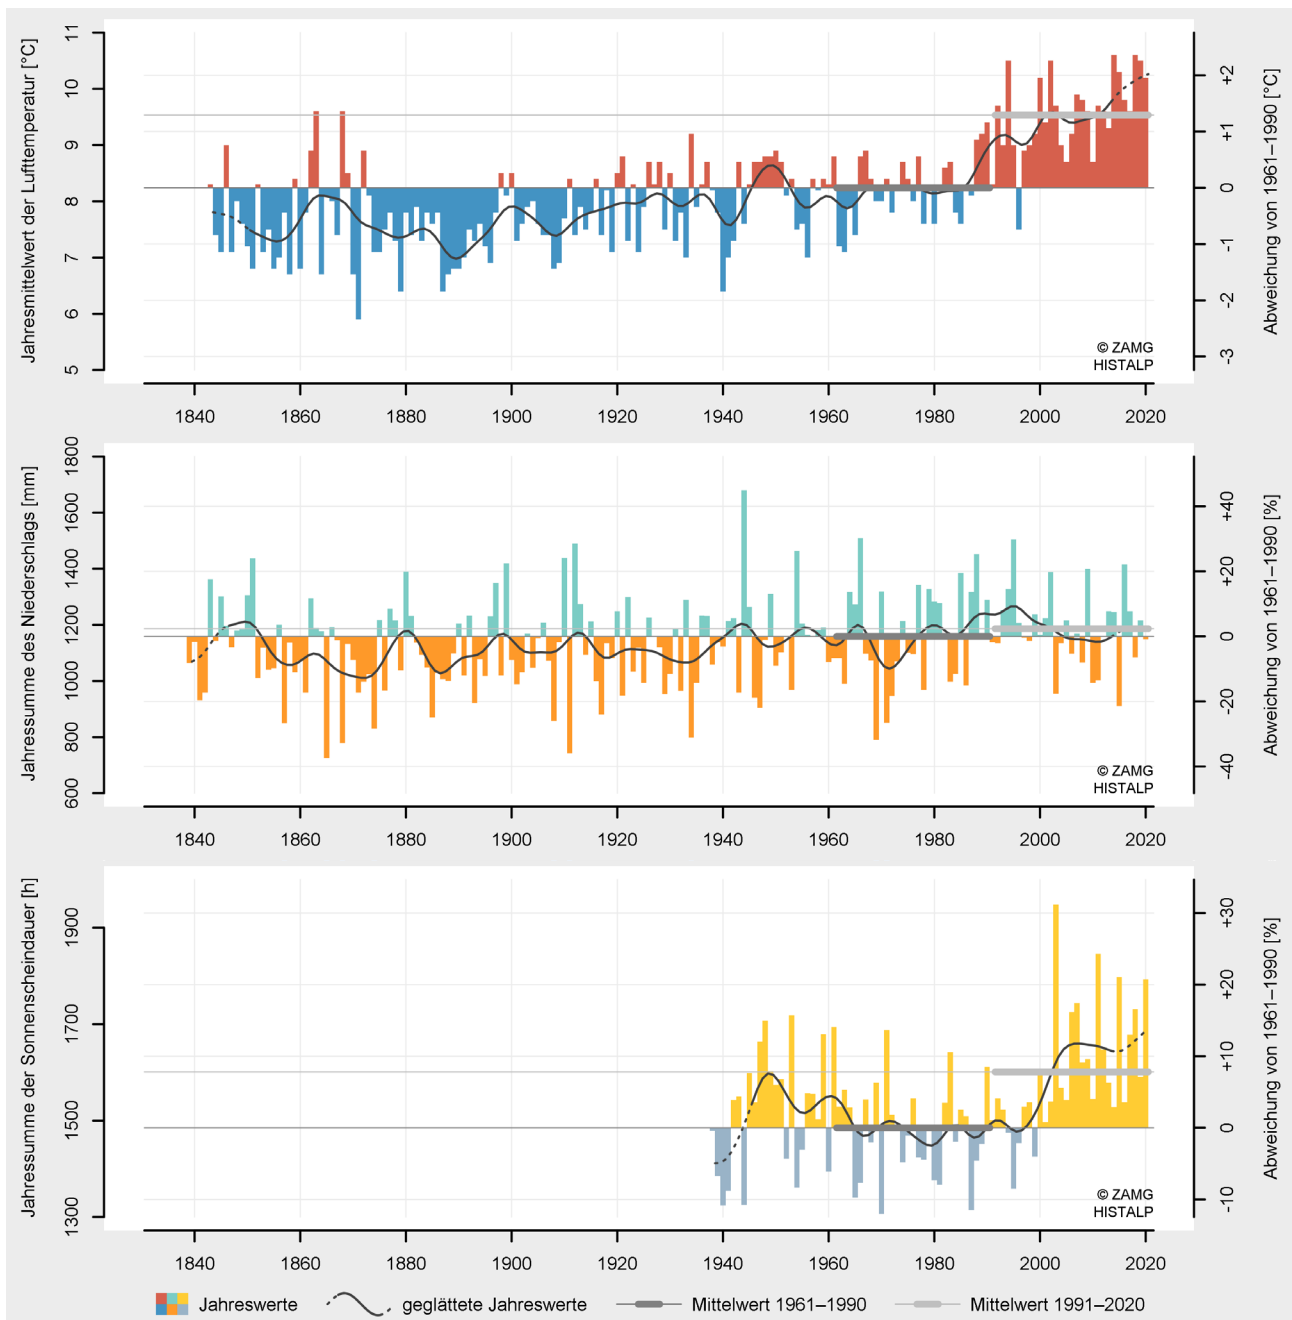 Jahresmittelwert der Lufttemperatur [°C]
11
10
9
8
7
6
5
+2
+1
0
-1
-2
-3
Abweichung von 1961–1990 [°C]
© ZAMG
HISTALP
1840 1860 1880 1900 1920 1940 1960 1980 2000 2020
Jahressumme des Niederschlags [mm]
1800
1600
1400
1200
1000
800
600
+40
+20
0
-20
-40
Abweichung von 1961–1990 [%]
© ZAMG
HISTALP
1840 1860 1880 1900 1920 1940 1960 1980 2000 2020
Jahressumme der Sonnenscheindauer [h]
1900
1700
1500
1300
+30
+20
+10
0
-10
Abweichung von 1961–1990 [%]
© ZAMG
HISTALP
1840 1860 1880 1900 1920 1940 1960 1980 2000 2020
Jahreswerte geglättete Jahreswerte Mittelwert 1961–1990 Mittelwert 1991–2020